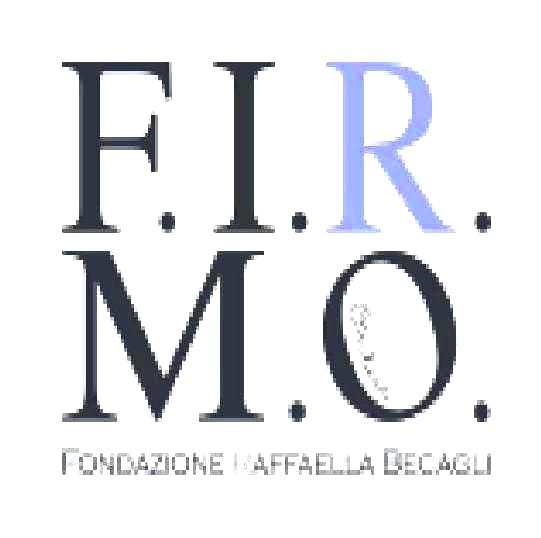 F.I.R.
M.O.
FONDAZIONE RAFFAELLA BECAGLI